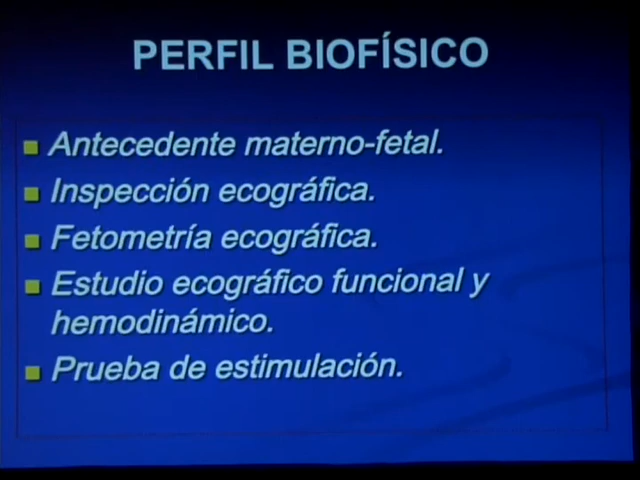 PERFIL BIOFÍSICO
Antecedente materno-fetal.
Inspección ecográfica.
Fetometría ecográfica.
Estudio ecográfico funcional y
hemodinámico.
Prueba de estimulación.